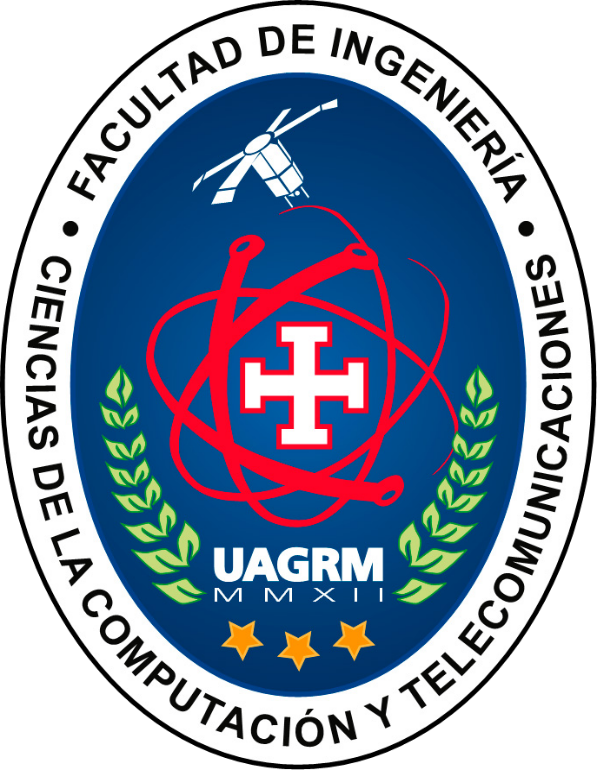 FACULTAD DE INGENIERÍA
CIENCIAS DE LA COMPUTACIÓN Y TELECOMUNICACIONES
UAGRM
MMXII